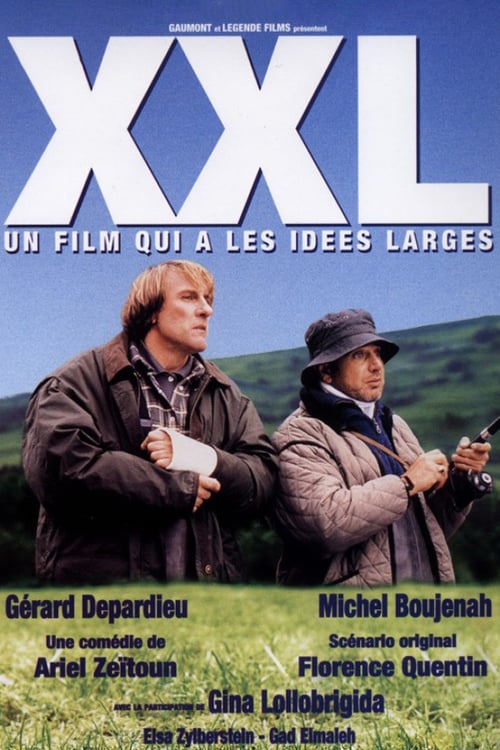 GAUMONT et LEGENDE FILMS présentent
XXL
UN FILM QUI A LES IDEES LARGES
Gérard Depardieu
Michel Boujenah
Une comédie de
Ariel Zeïtoun
Scénario original
Florence Quentin
AVEC LA PARTICIPATION DE Gina Lollobrigida
Elsa Zylberstein - Gad Elmaleh